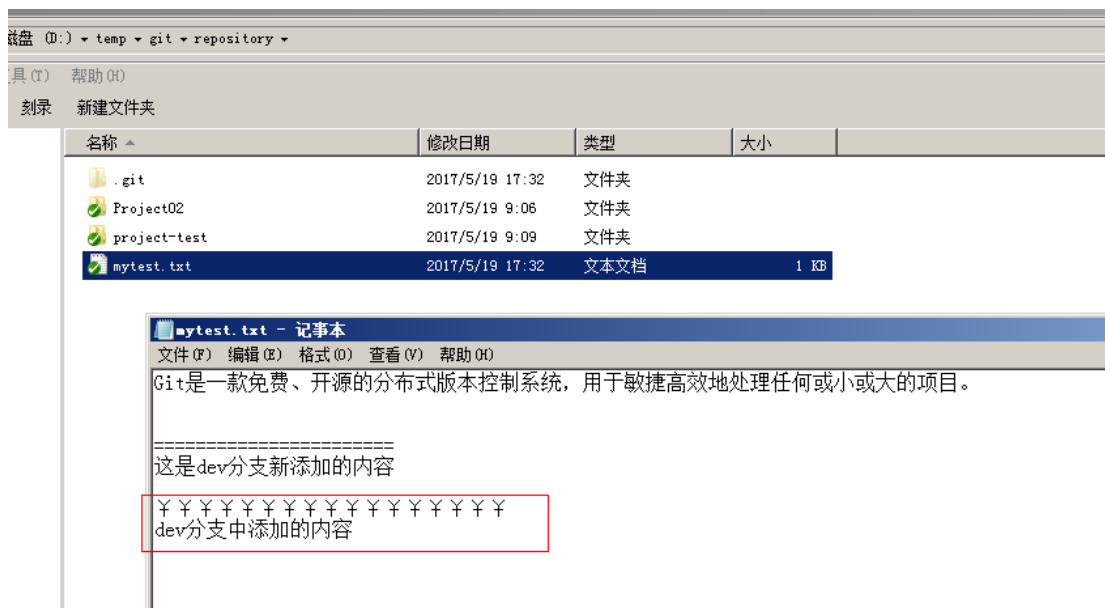 磁盘 (D:) ▾ temp ▾ git ▾ repository ▾
具(T) 帮助(H)
刻录 新建文件夹
名称 修改日期 类型 大小
.git 2017/5/19 17:32 文件夹
Project02 2017/5/19 9:06 文件夹
project-test 2017/5/19 9:09 文件夹
mytest.txt 2017/5/19 17:32 文本文档 1 KB
mytest.txt - 记事本
文件(F) 编辑(E) 格式(O) 查看(V) 帮助(H)
Git是一款免费、开源的分布式版本控制系统，用于敏捷高效地处理任何或小或大的项目。
=======================
这是dev分支新添加的内容
￥￥￥￥￥￥￥￥￥￥￥￥￥￥￥￥￥
dev分支中添加的内容